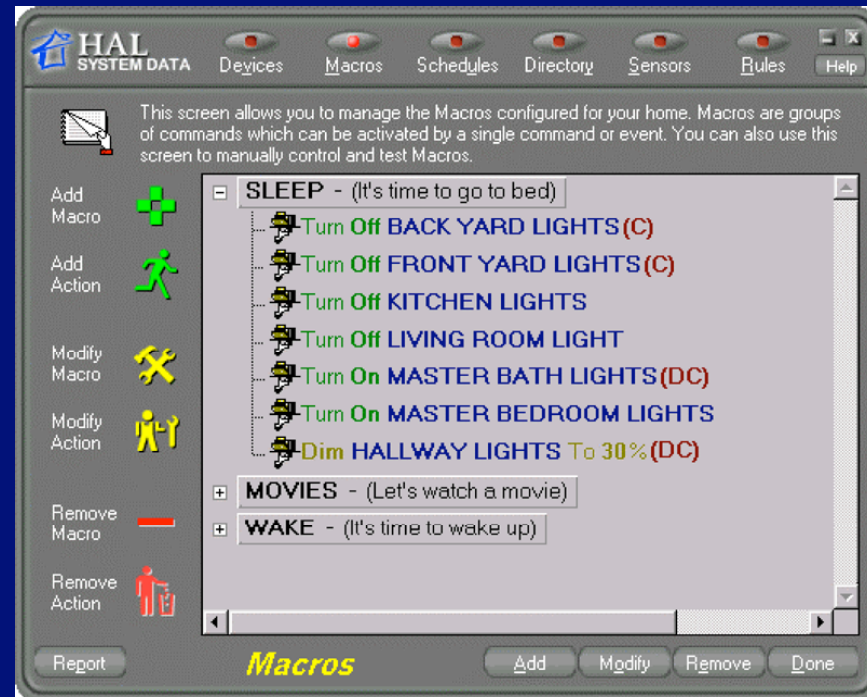 HAL
SYSTEM DATA
Devices
Macros
Schedules
Directory
Sensors
Rules
Help
This screen allows you to manage the Macros configured for your home. Macros are groups
of commands which can be activated by a single command or event. You can also use this
screen to manually control and test Macros.
Add
Macro
Add
Action
Modify
Macro
Modify
Action
Remove
Macro
Remove
Action
SLEEP - (It's time to go to bed)
Turn Off BACK YARD LIGHTS (C)
Turn Off FRONT YARD LIGHTS (C)
Turn Off KITCHEN LIGHTS
Turn Off LIVING ROOM LIGHT
Turn On MASTER BATH LIGHTS (DC)
Turn On MASTER BEDROOM LIGHTS
Dim HALLWAY LIGHTS To 30% (DC)
MOVIES - (Let's watch a movie)
WAKE - (It's time to wake up)
Report
Macros
Add
Modify
Remove
Done